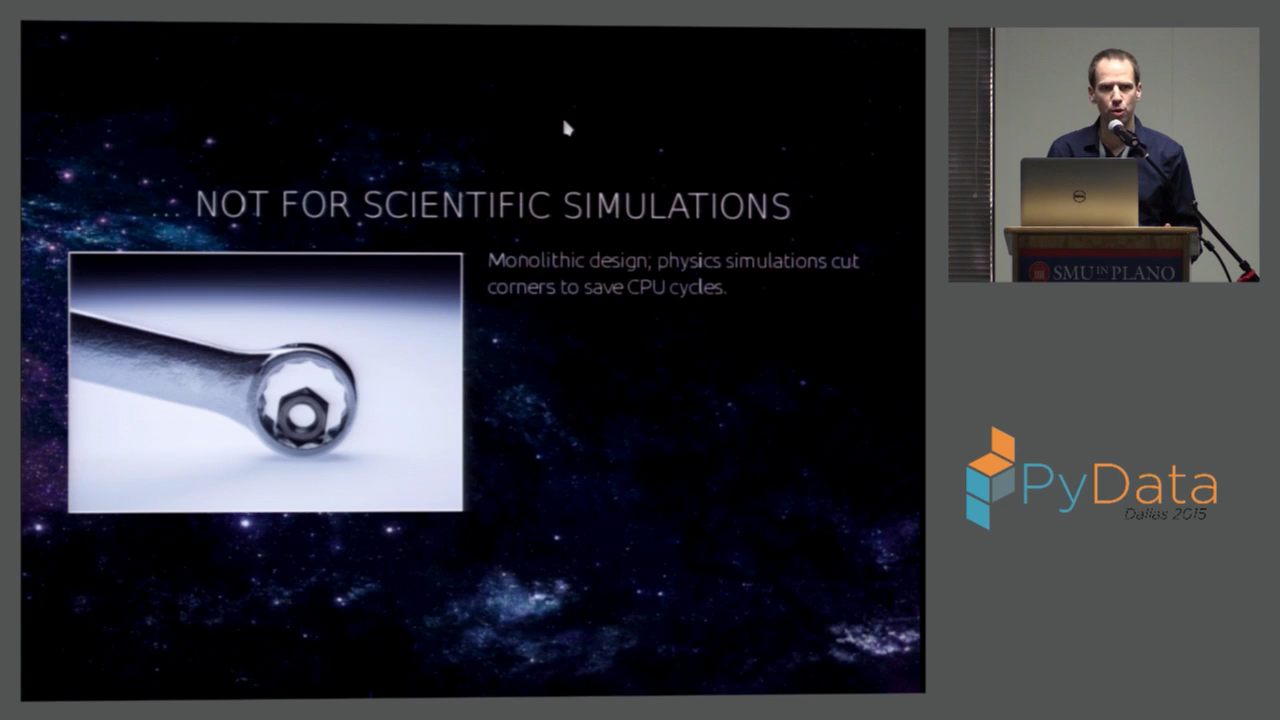 ... NOT FOR SCIENTIFIC SIMULATIONS
Monolithic design; physics simulations cut
corners to save CPU cycles.
SMU IN PLANO
PyData
Dallas 2015